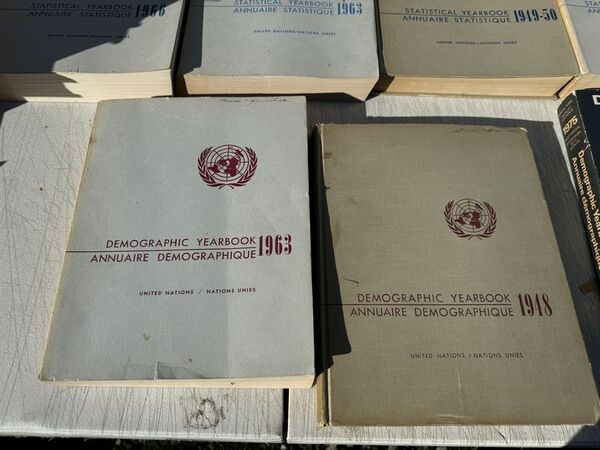 STATISTICAL YEARBOOK
ANNUAIRE STATISTIQUE 1966
STATISTICAL YEARBOOK
ANNUAIRE STATISTIQUE 1963
UNITED NATIONS / NATIONS UNIES
STATISTICAL YEARBOOK
ANNUAIRE STATISTIQUE 1949-50
UNITED NATIONS / NATIONS UNIES
DEMOGRAPHIC YEARBOOK
ANNUAIRE DEMOGRAPHIQUE 1963
UNITED NATIONS / NATIONS UNIES
DEMOGRAPHIC YEARBOOK
ANNUAIRE DEMOGRAPHIQUE 1948
UNITED NATIONS / NATIONS UNIES
1975
Demographic
Annuaire démographique